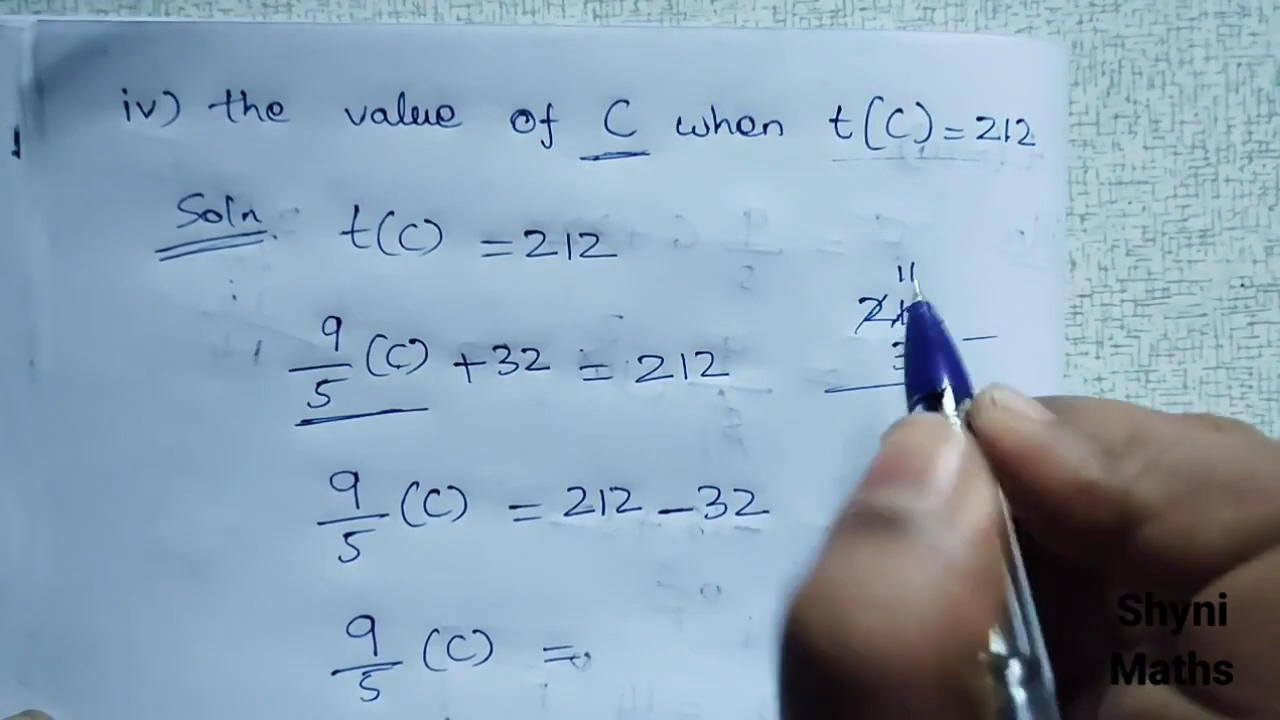 iv) the value of C when t(C) = 212
Soln t(C) = 212
9/5 (C) + 32 = 212
9/5 (C) = 212 - 32
9/5 (C) =
11
Shyni
Maths